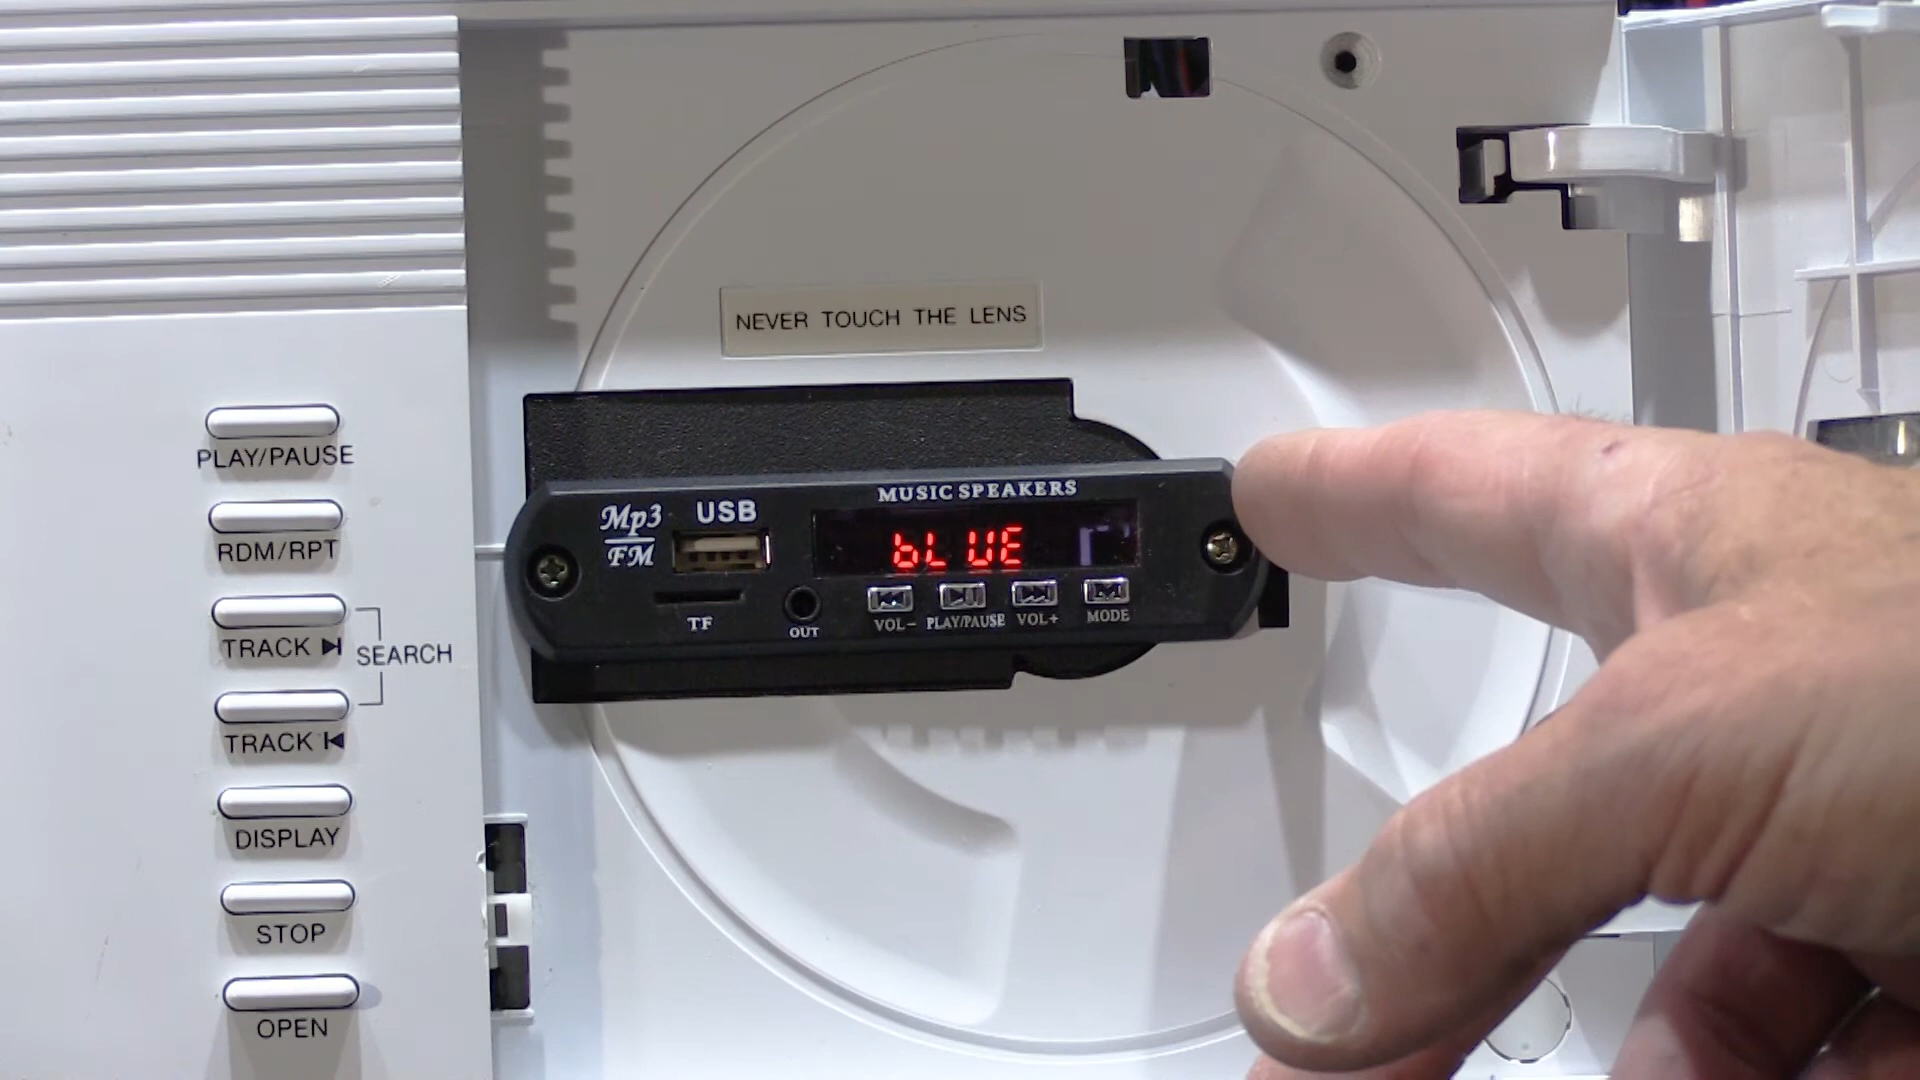 NEVER TOUCH THE LENS
PLAY/PAUSE
RDM/RPT
TRACK
SEARCH
TRACK
DISPLAY
STOP
OPEN
MUSIC SPEAKERS
Mp3
FM
USB
bLUE
TF
OUT
VOL-
PLAY/PAUSE
VOL+
M
MODE